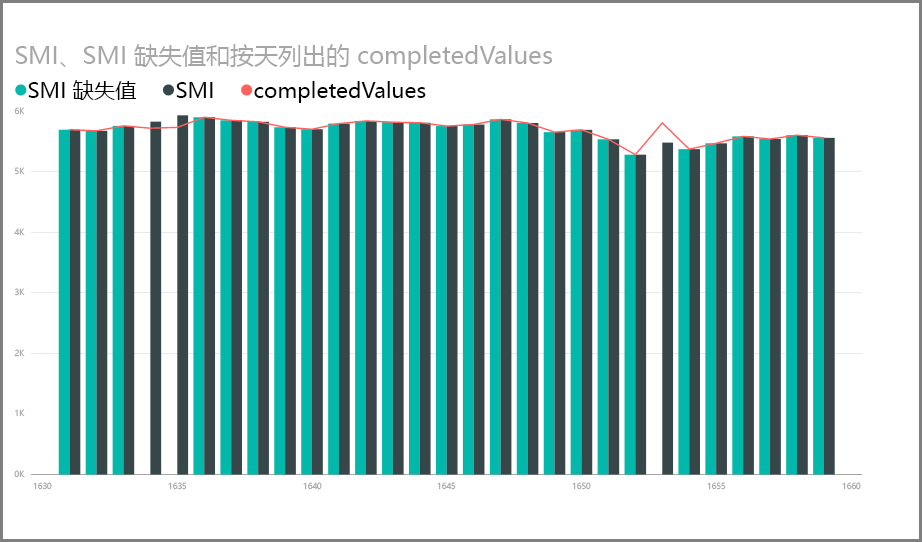 SMI、SMI 缺失值和按天列出的 completedValues
SMI 缺失值 SMI completedValues
6K
5K
4K
3K
2K
1K
0K
1630 1635 1640 1645 1650 1655 1660